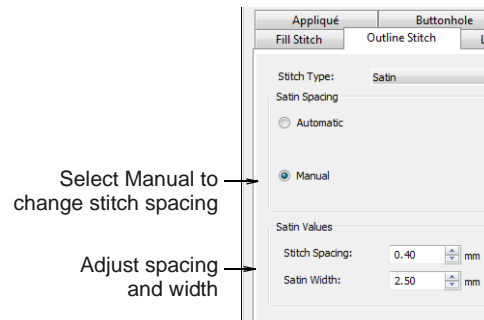 Appliqué Buttonhole
Fill Stitch Outline Stitch L
Stitch Type: Satin
Satin Spacing
Automatic
Select Manual to
change stitch spacing
Manual
Satin Values
Adjust spacing
and width
Stitch Spacing: 0.40 mm
Satin Width: 2.50 mm